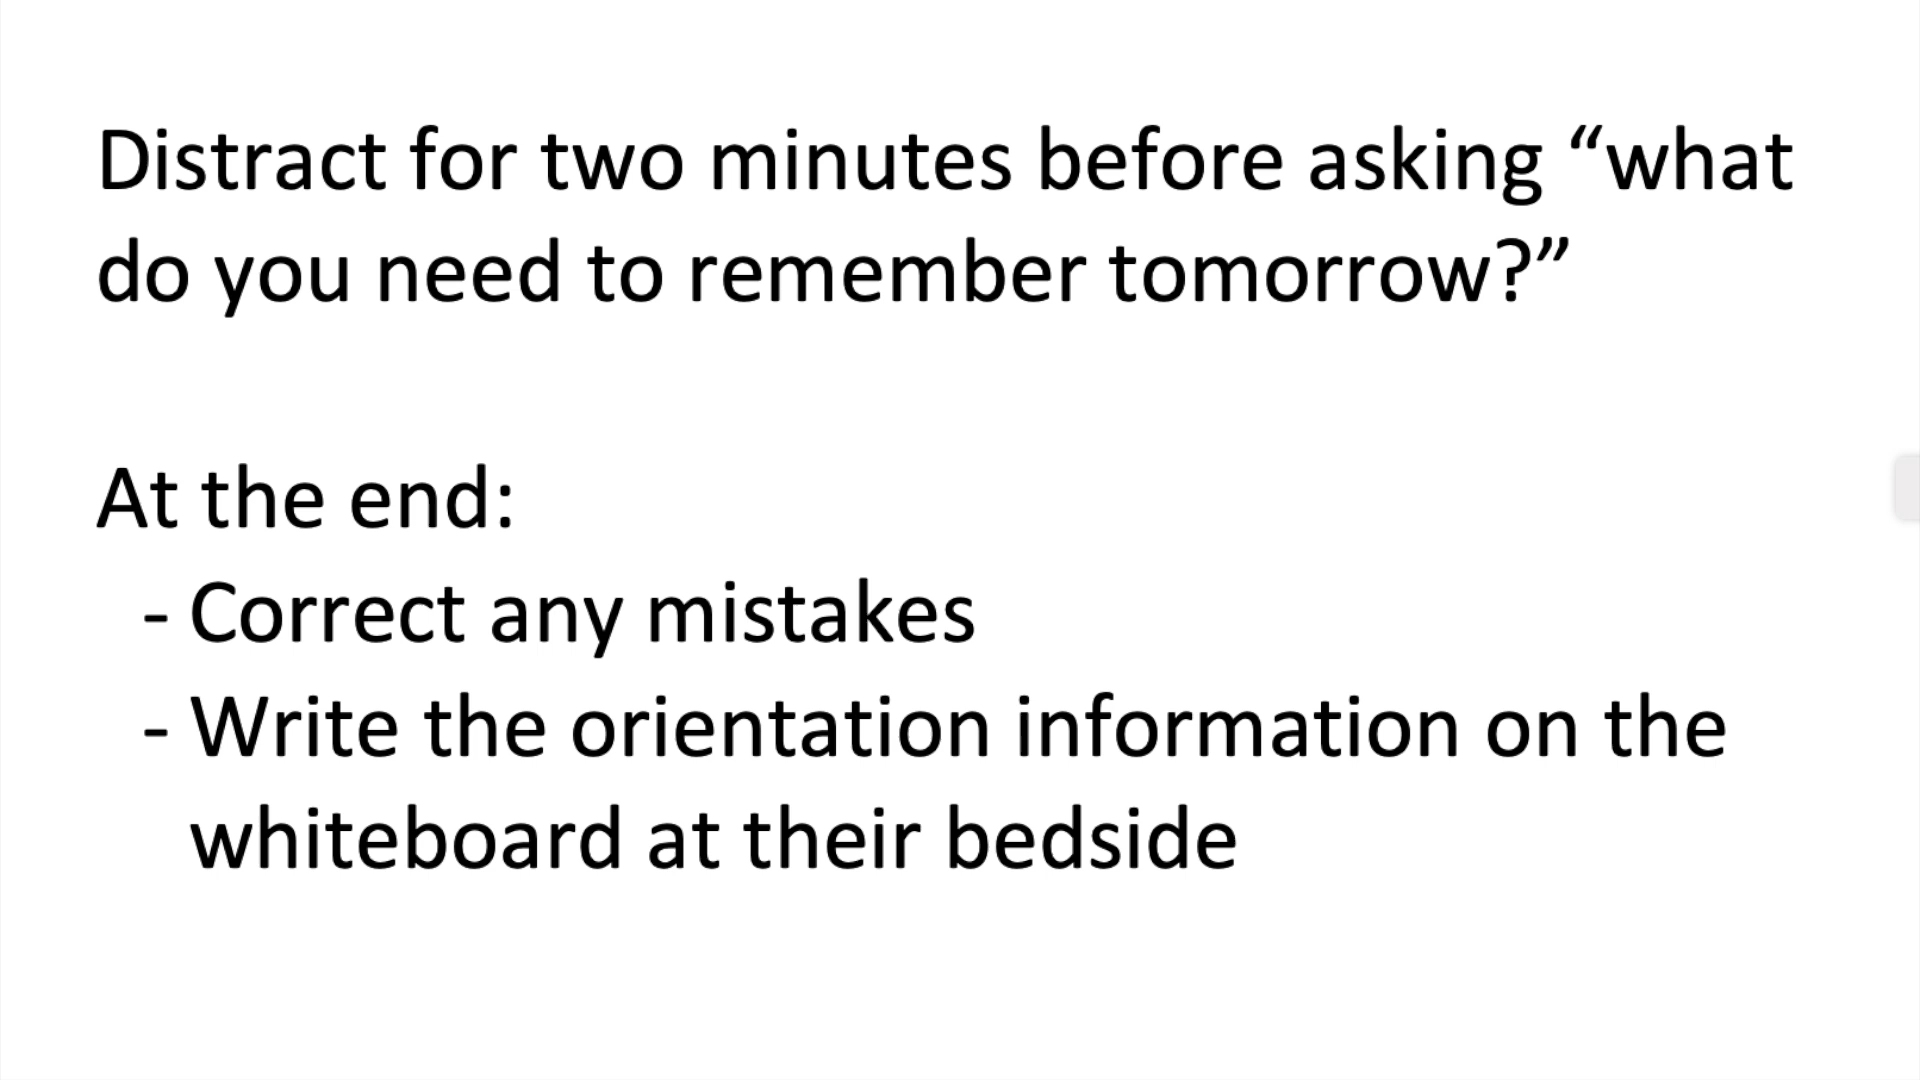 Distract for two minutes before asking “what
do you need to remember tomorrow?”
At the end:
- Correct any mistakes
- Write the orientation information on the
whiteboard at their bedside